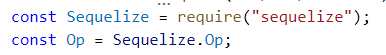 const Sequelize = require("sequelize");
const Op = Sequelize.Op;